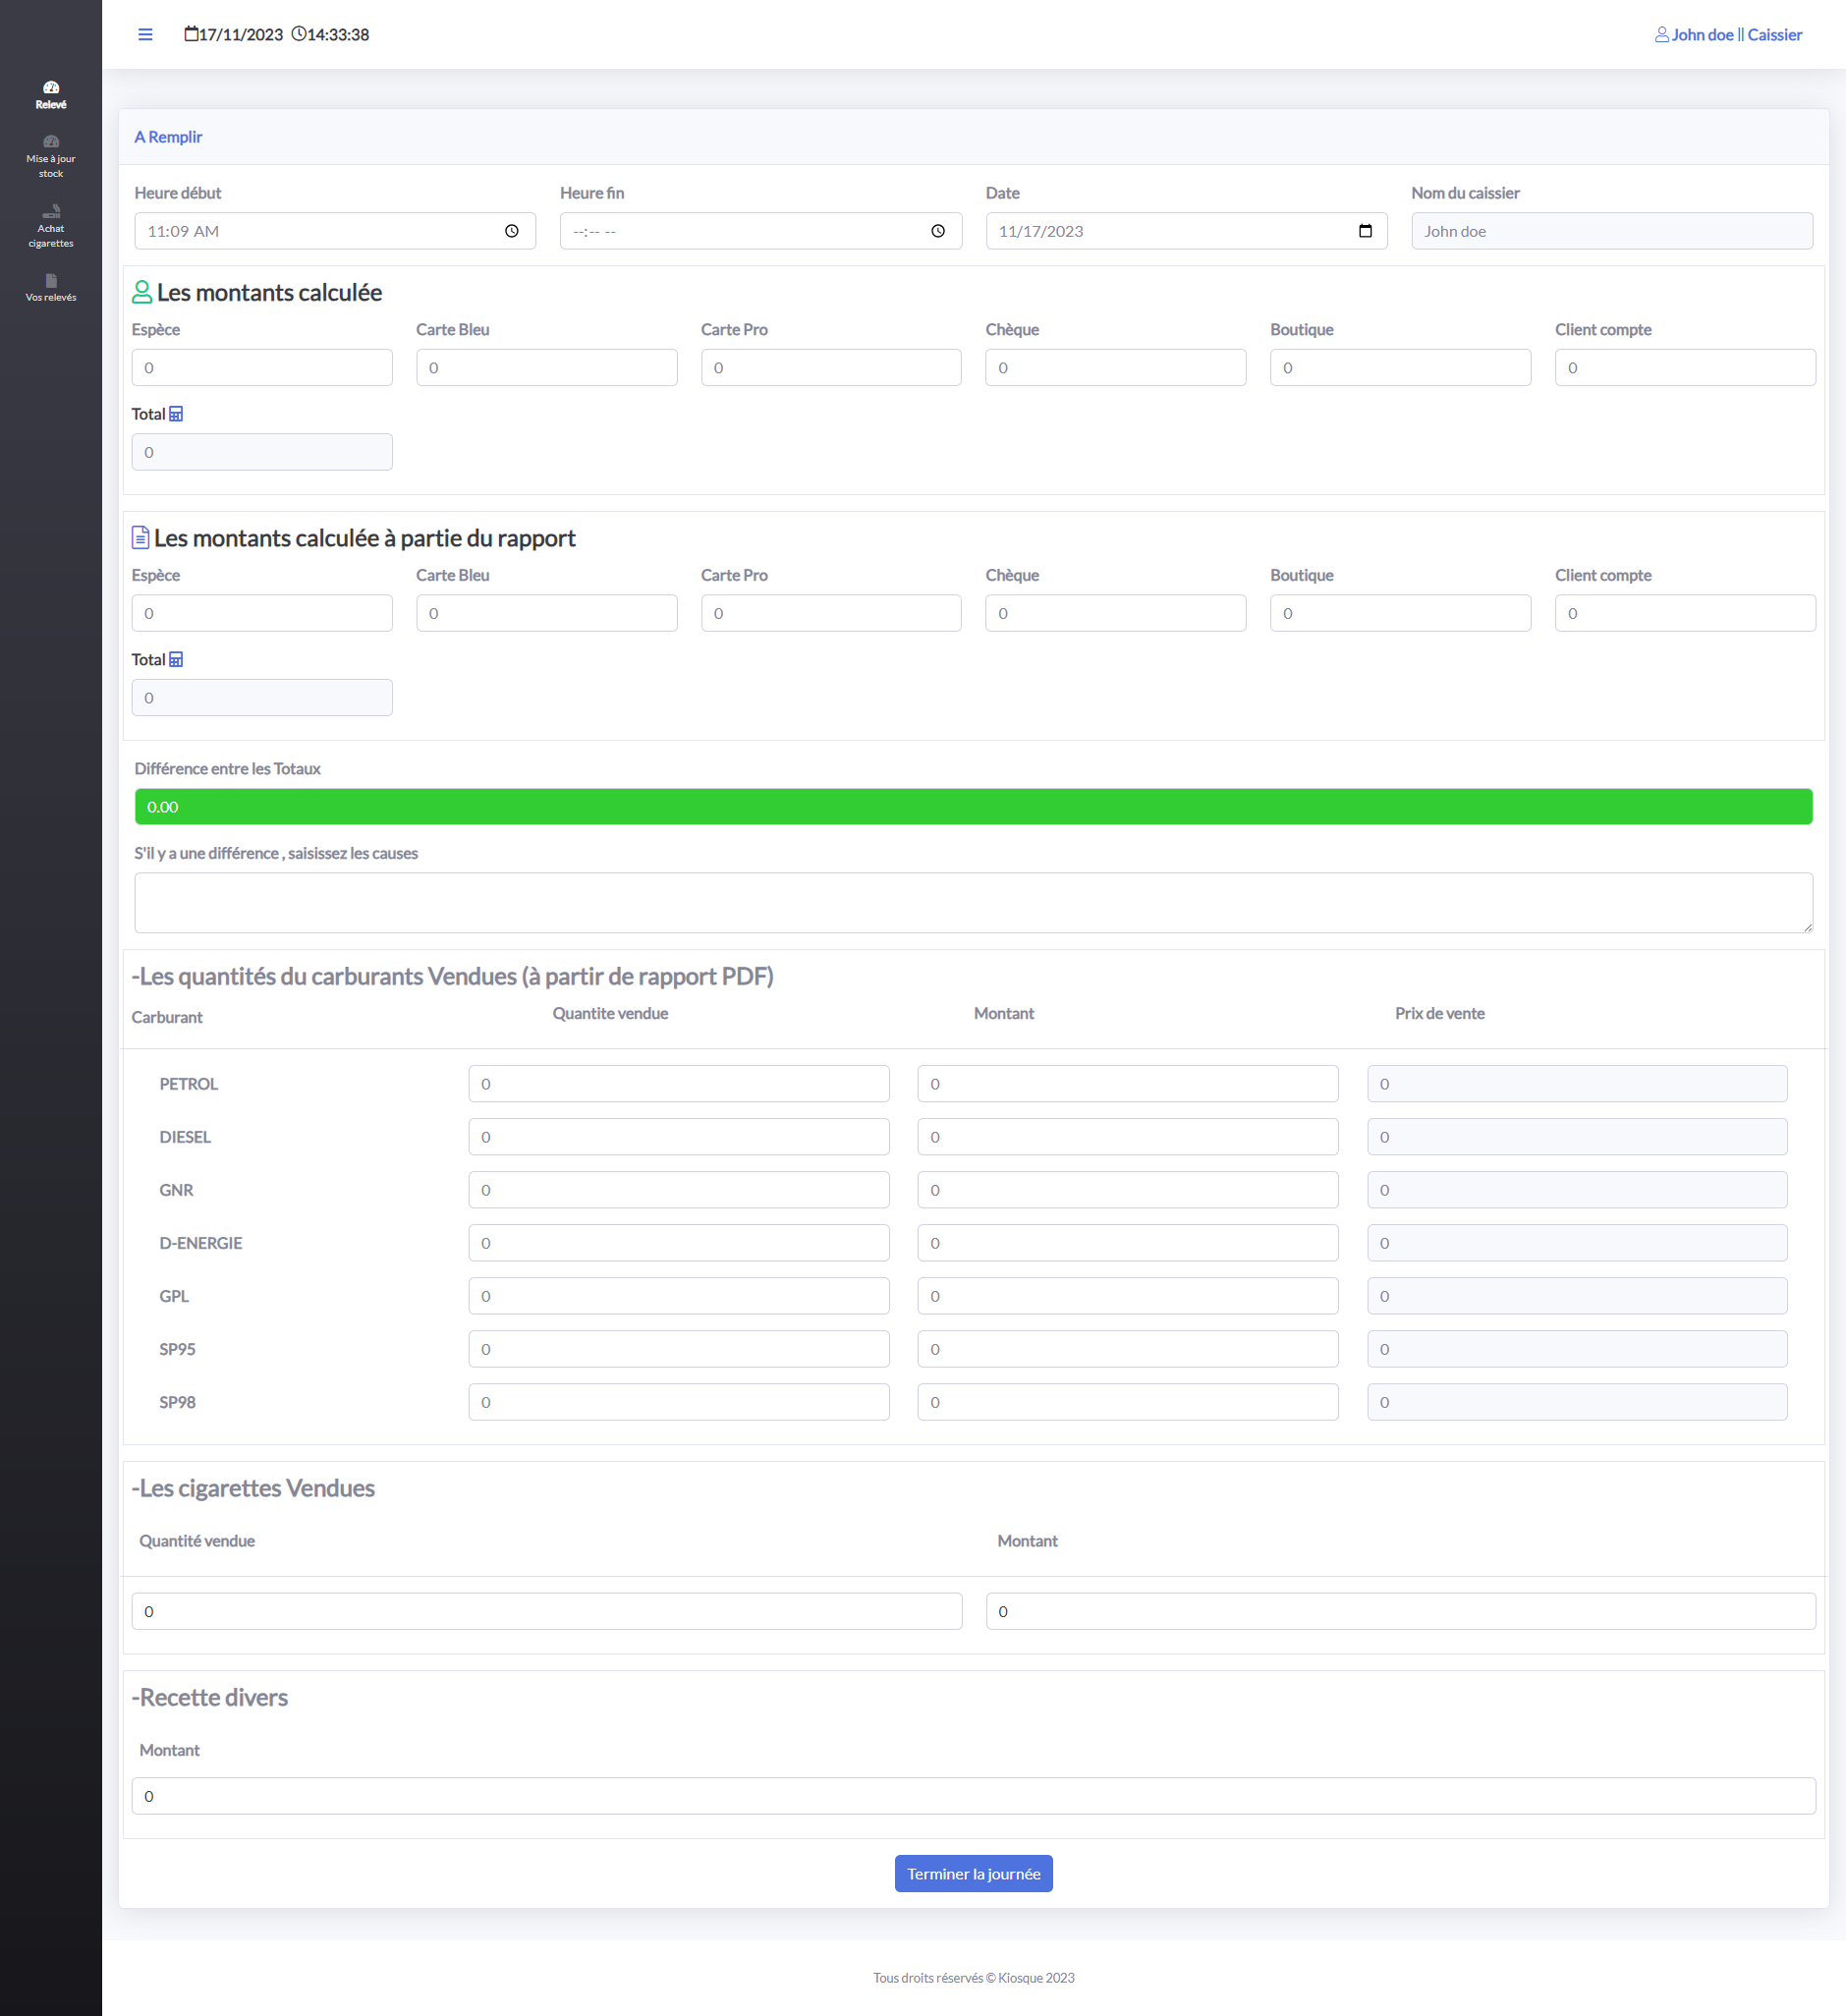 17/11/2023 14:33:38
John doe || Caissier
Relevé
Mise à jour
stock
Achat
cigarettes
Vos relevés
A Remplir
Heure début Heure fin Date Nom du caissier
11:09 AM --:-- -- 11/17/2023 John doe
Les montants calculée
Espèce Carte Bleu Carte Pro Chèque Boutique Client compte
0 0 0 0 0 0
Total
0
Les montants calculée à partie du rapport
Espèce Carte Bleu Carte Pro Chèque Boutique Client compte
0 0 0 0 0 0
Total
0
Différence entre les Totaux
0.00
S'il y a une différence , saisissez les causes
-Les quantités du carburants Vendues (à partir de rapport PDF)
Carburant Quantite vendue Montant Prix de vente
PETROL 0 0 0
DIESEL 0 0 0
GNR 0 0 0
D-ENERGIE 0 0 0
GPL 0 0 0
SP95 0 0 0
SP98 0 0 0
-Les cigarettes Vendues
Quantité vendue Montant
0 0
-Recette divers
Montant
0
Terminer la journée
Tous droits réservés © Kiosque 2023